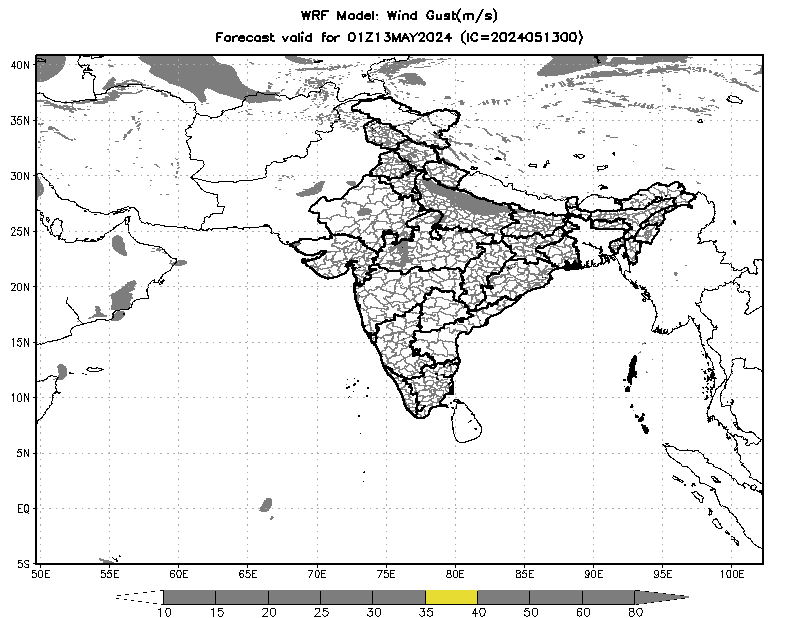 WRF Model: Wind Gust(m/s)
Forecast valid for 01Z13MAY2024 (IC=2024051300)
40N
35N
30N
25N
20N
15N
10N
5N
EQ
5S
50E 55E 60E 65E 70E 75E 80E 85E 90E 95E 100E
10 15 20 25 30 35 40 50 60 80